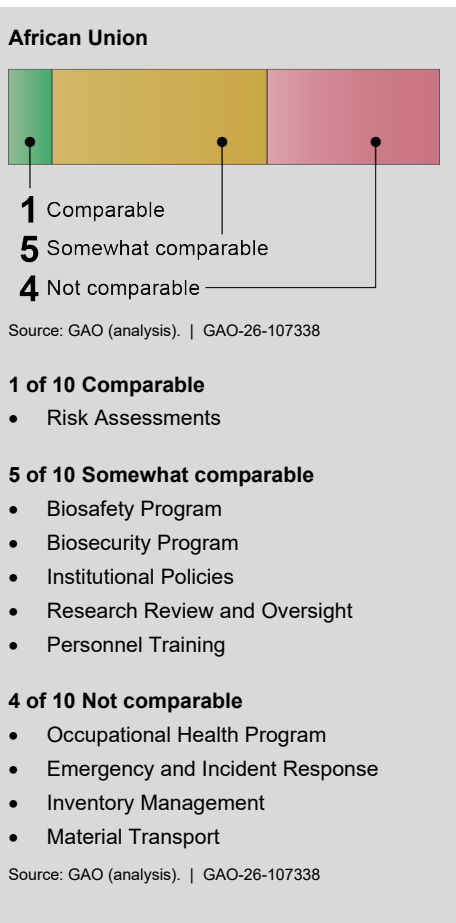 African Union
1 Comparable
5 Somewhat comparable
4 Not comparable
Source: GAO (analysis). | GAO-26-107338
1 of 10 Comparable
• Risk Assessments
5 of 10 Somewhat comparable
• Biosafety Program
• Biosecurity Program
• Institutional Policies
• Research Review and Oversight
• Personnel Training
4 of 10 Not comparable
• Occupational Health Program
• Emergency and Incident Response
• Inventory Management
• Material Transport
Source: GAO (analysis). | GAO-26-107338